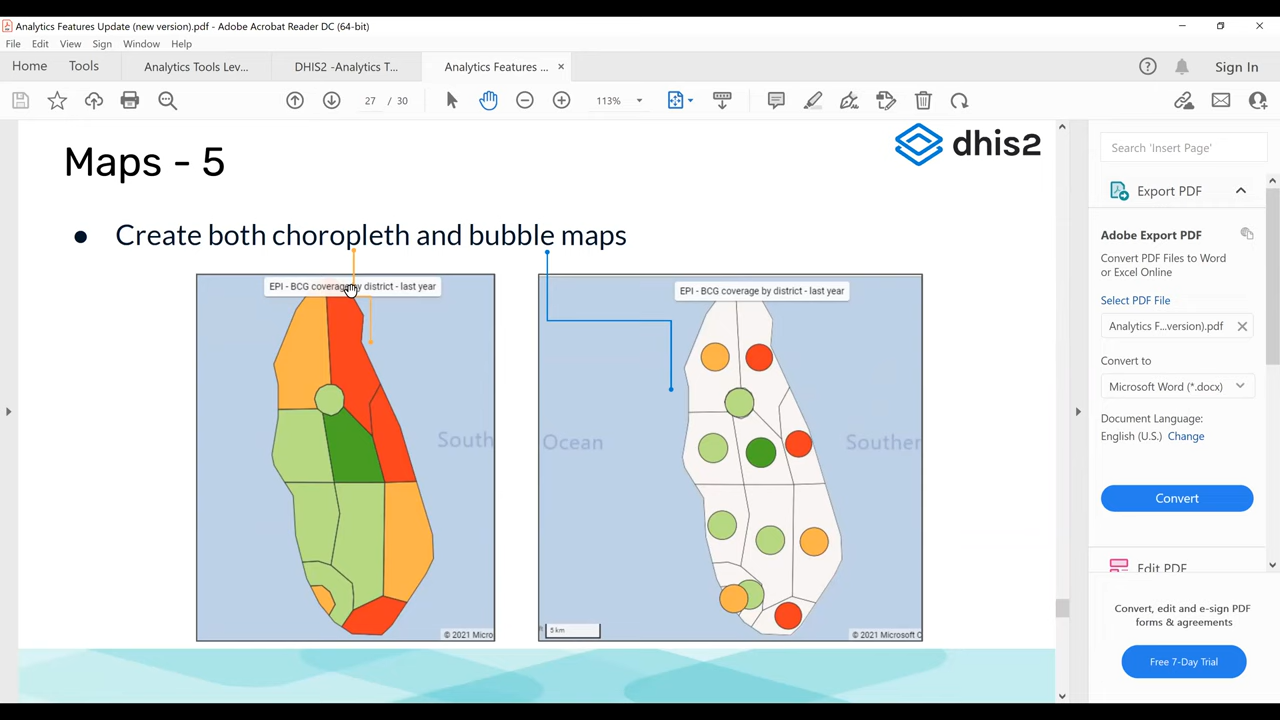 Analytics Features Update (new version).pdf - Adobe Acrobat Reader DC (64-bit)
File Edit View Sign Window Help
Home Tools Analytics Tools Lev... DHIS2 -Analytics T... Analytics Features ... × Sign In
27 / 30 113%
dhis2
Maps - 5
● Create both choropleth and bubble maps
EPI - BCG coverage by district - last year
South
© 2021 Micro
EPI - BCG coverage by district - last year
Ocean
Souther
5 km
© 2021 Microsoft C
Search 'Insert Page'
Export PDF
Adobe Export PDF
Convert PDF Files to Word
or Excel Online
Select PDF File
Analytics F...version).pdf
Convert to
Microsoft Word (*.docx)
Document Language:
English (U.S.) Change
Convert
Edit PDF
Convert, edit and e-sign PDF
forms & agreements
Free 7-Day Trial